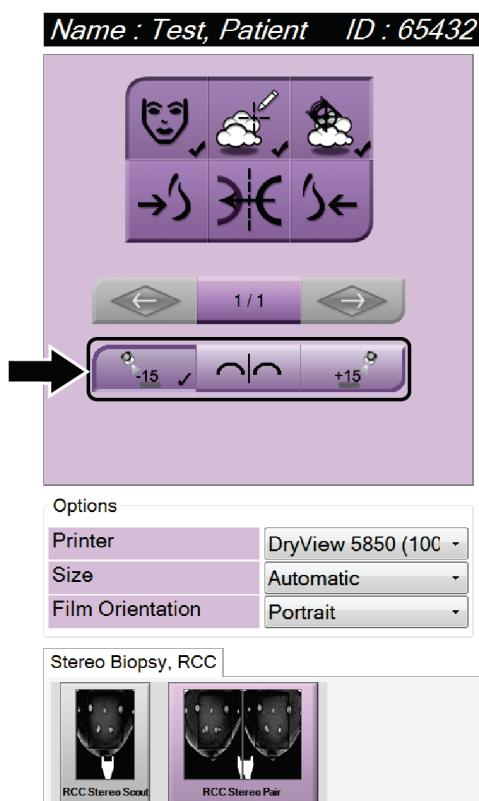 Name : Test, Patient ID : 65432
1 / 1
-15 +15
Options
Printer DryView 5850 (100
Size Automatic
Film Orientation Portrait
Stereo Biopsy, RCC
RCC Stereo Scout RCC Stereo Pair